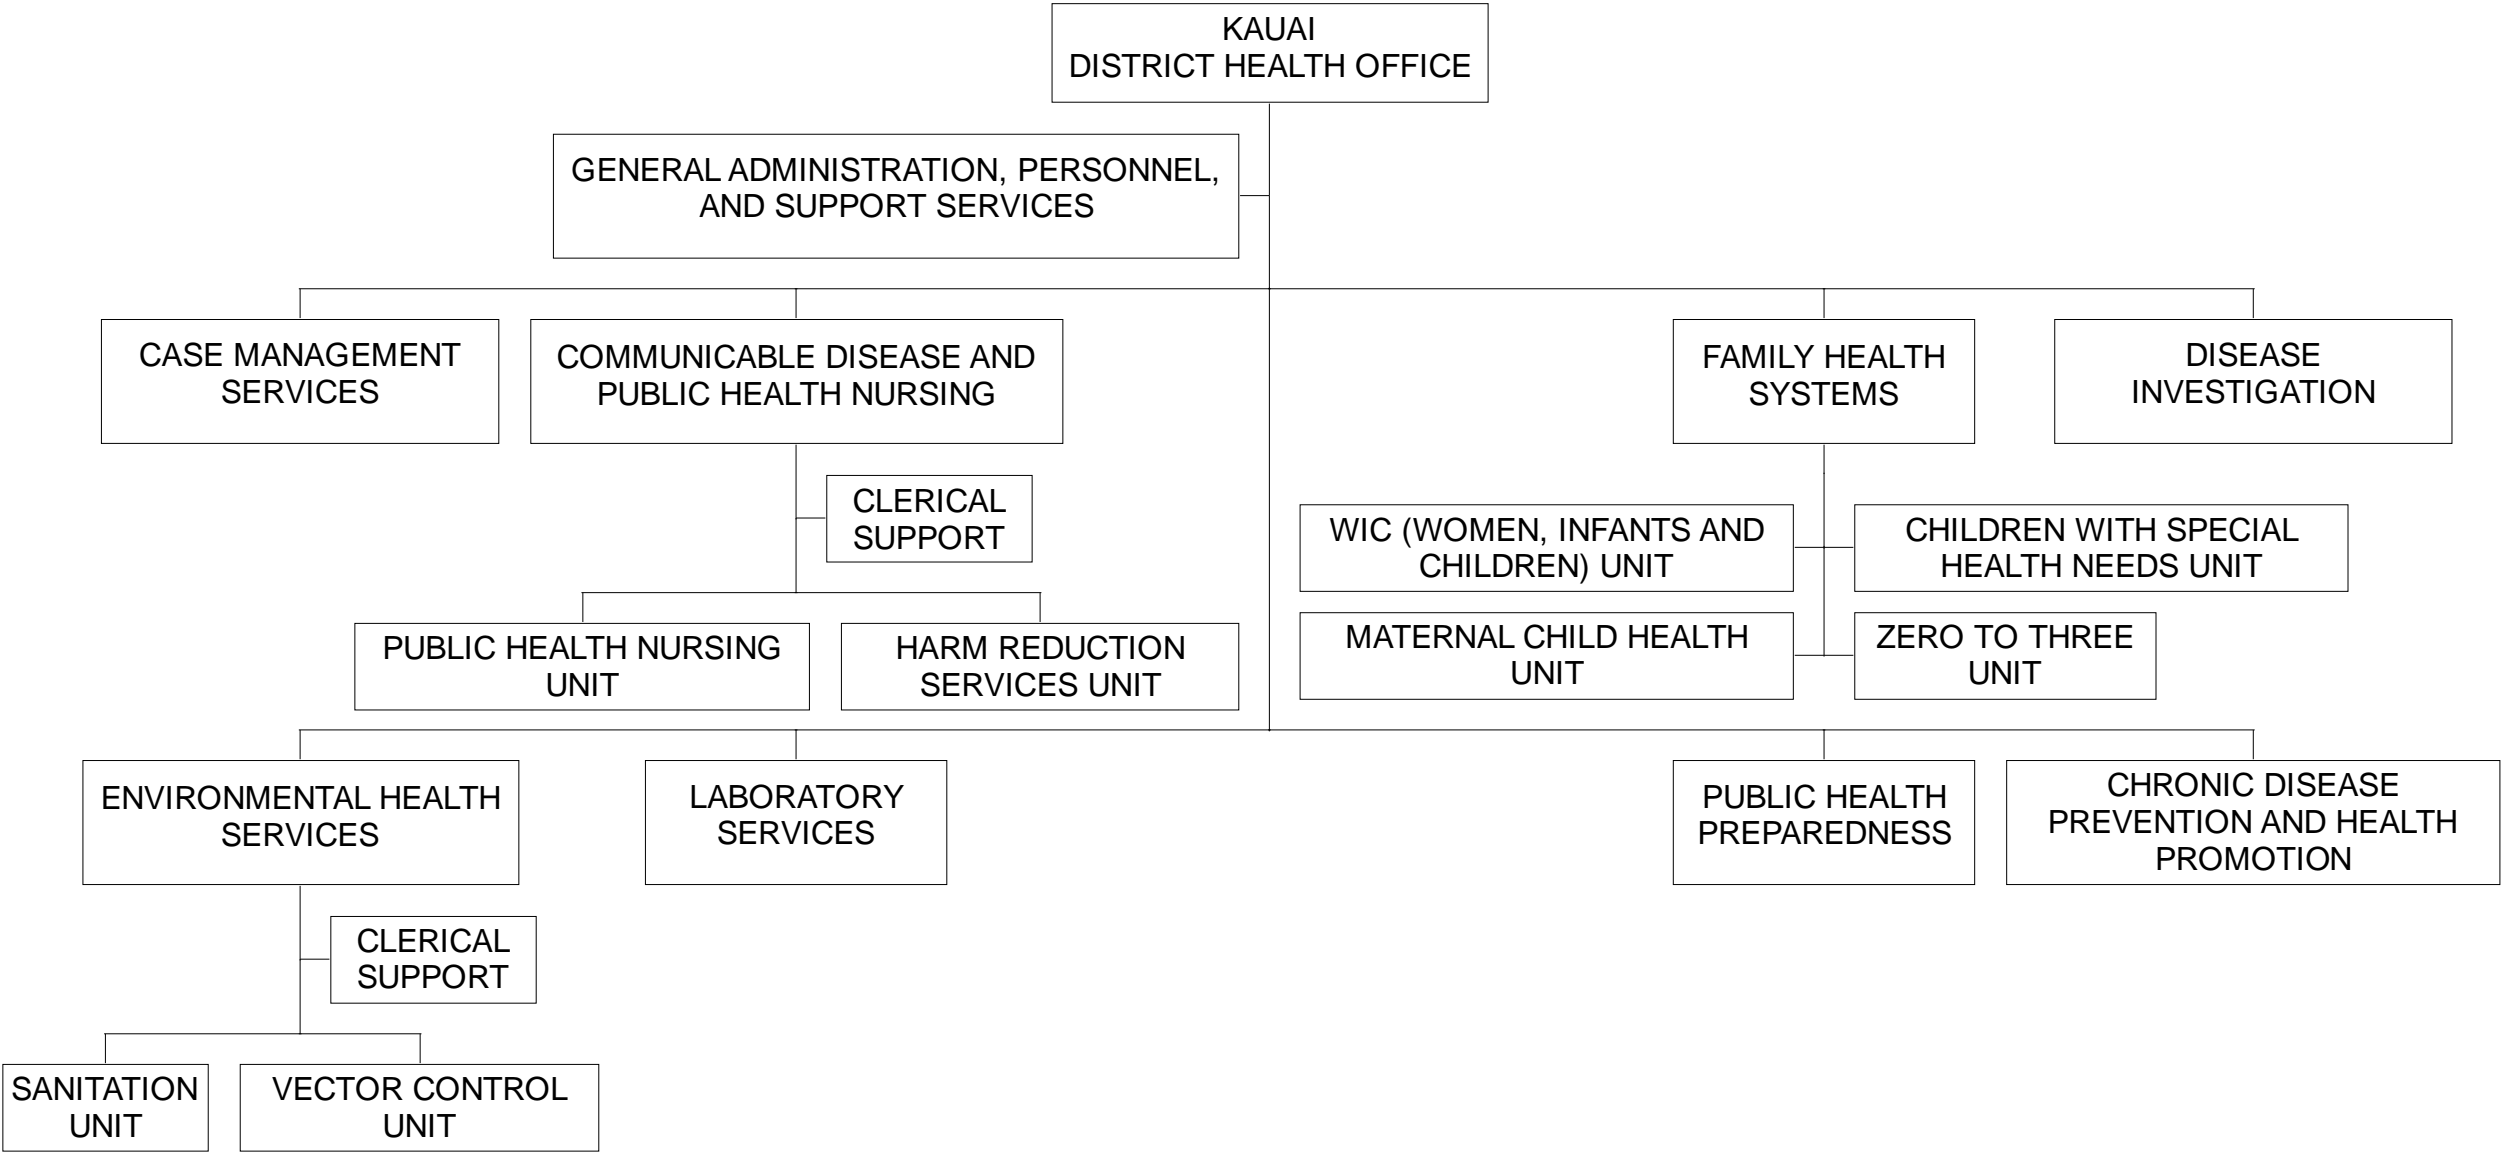 KAUAI
DISTRICT HEALTH OFFICE
GENERAL ADMINISTRATION, PERSONNEL,
AND SUPPORT SERVICES
CASE MANAGEMENT
SERVICES
COMMUNICABLE DISEASE AND
PUBLIC HEALTH NURSING
FAMILY HEALTH
SYSTEMS
DISEASE
INVESTIGATION
CLERICAL
SUPPORT
WIC (WOMEN, INFANTS AND
CHILDREN) UNIT
CHILDREN WITH SPECIAL
HEALTH NEEDS UNIT
PUBLIC HEALTH NURSING
UNIT
HARM REDUCTION
SERVICES UNIT
MATERNAL CHILD HEALTH
UNIT
ZERO TO THREE
UNIT
ENVIRONMENTAL HEALTH
SERVICES
LABORATORY
SERVICES
PUBLIC HEALTH
PREPAREDNESS
CHRONIC DISEASE
PREVENTION AND HEALTH
PROMOTION
CLERICAL
SUPPORT
SANITATION
UNIT
VECTOR CONTROL
UNIT